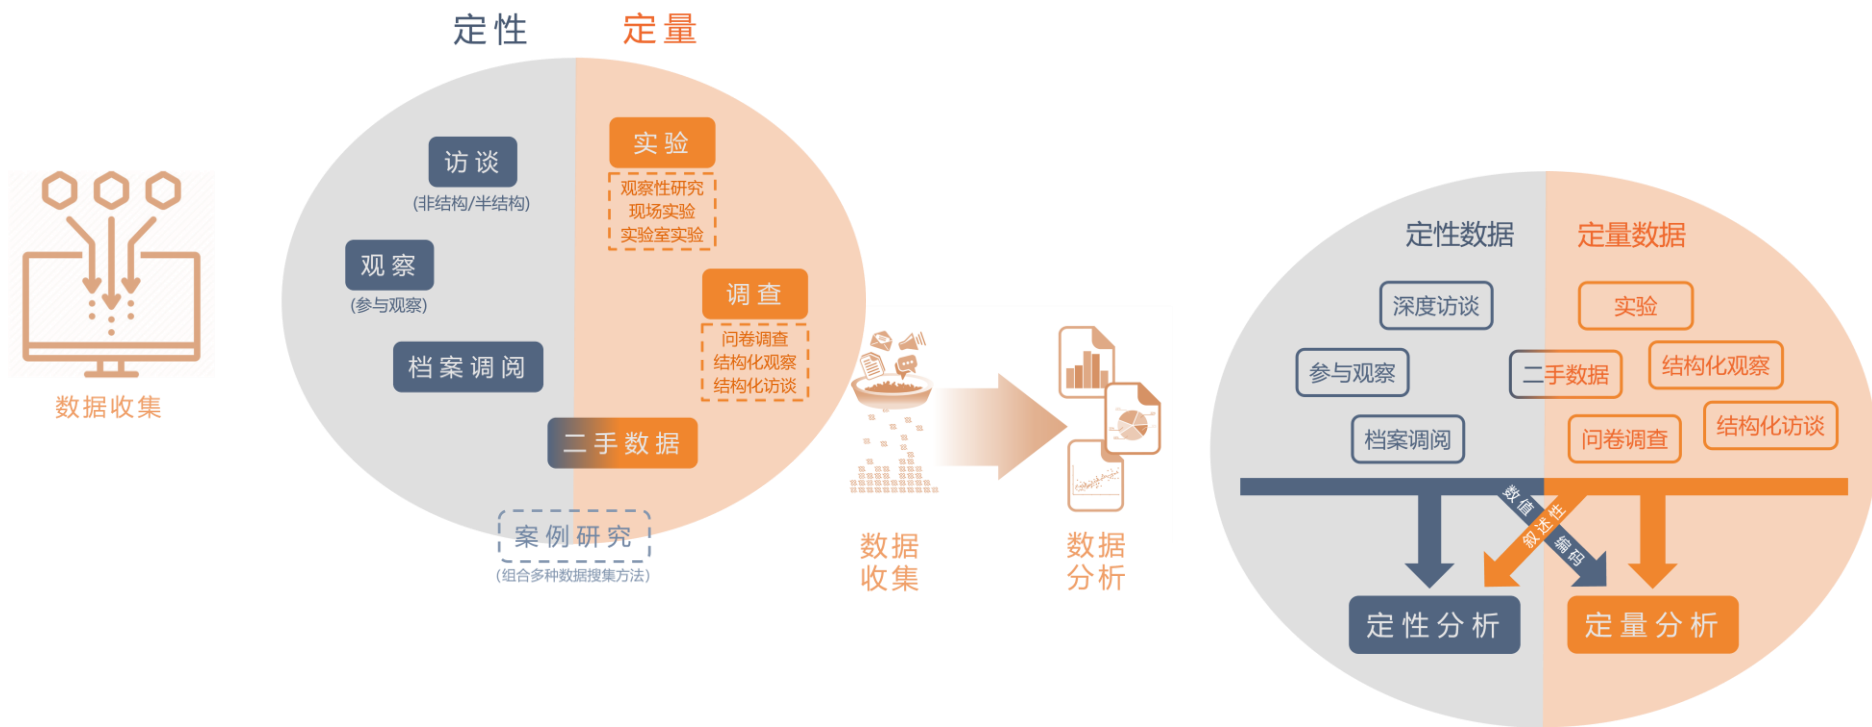 数据收集
定性
定量
访谈
(非结构/半结构)
观察
(参与观察)
档案调阅
实验
观察性研究
现场实验
实验室实验
调查
问卷调查
结构化观察
结构化访谈
二手数据
案例研究
(组合多种数据搜集方法)
数据
收集
数据
分析
定性数据
定量数据
深度访谈
实验
参与观察
二手数据
结构化观察
档案调阅
问卷调查
结构化访谈
数值编码
叙述性
定性分析
定量分析